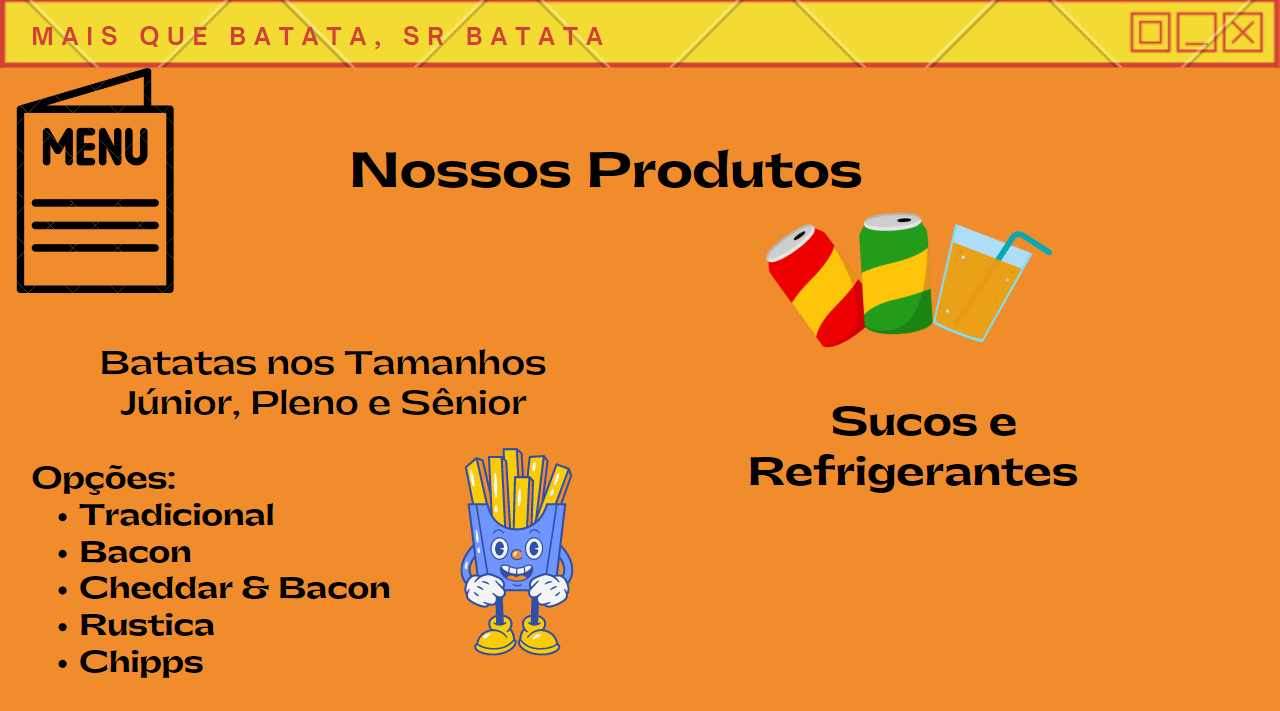 MAIS QUE BATATA, SR BATATA
MENU
Nossos Produtos
Batatas nos Tamanhos
Júnior, Pleno e Sênior
Opções:
• Tradicional
• Bacon
• Cheddar & Bacon
• Rustica
• Chipps
Sucos e
Refrigerantes